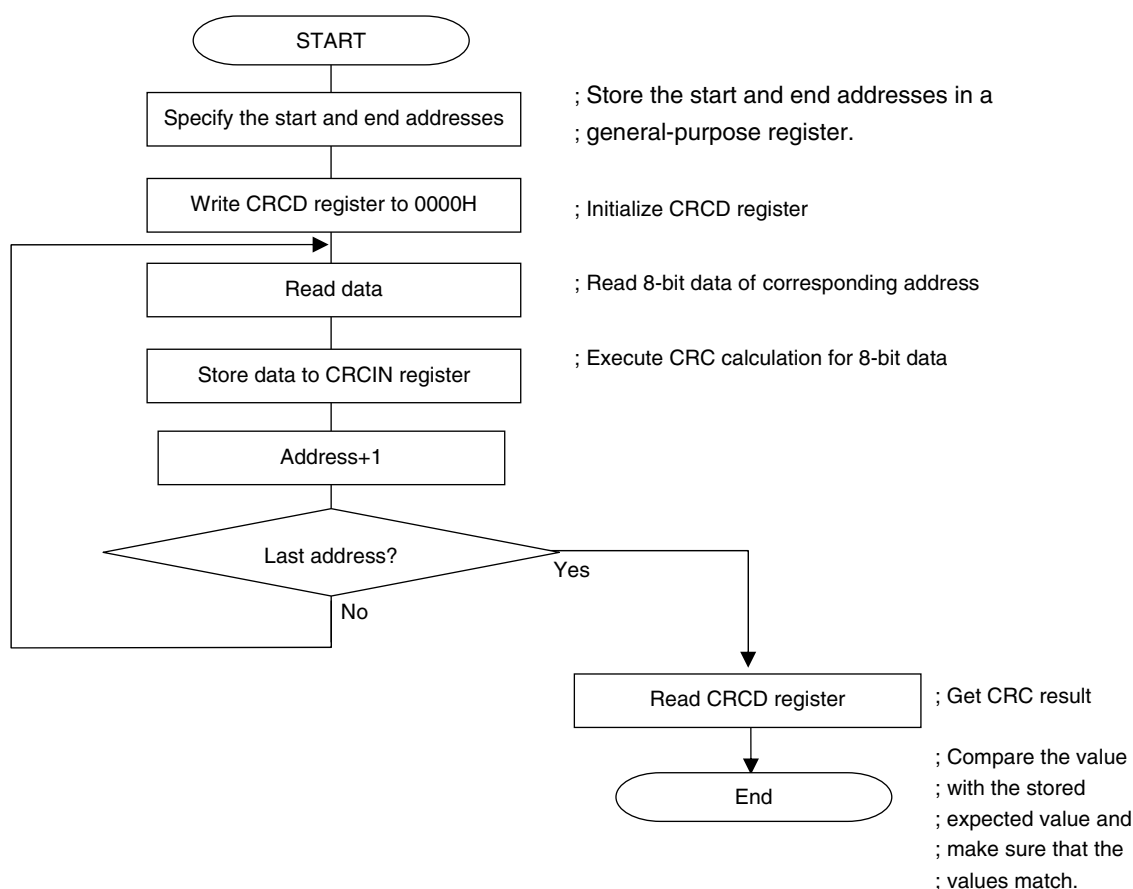 START
Specify the start and end addresses
; Store the start and end addresses in a
; general-purpose register.
Write CRCD register to 0000H
; Initialize CRCD register
Read data
; Read 8-bit data of corresponding address
Store data to CRCIN register
; Execute CRC calculation for 8-bit data
Address+1
Last address?
Yes
No
Read CRCD register
; Get CRC result
End
; Compare the value
; with the stored
; expected value and
; make sure that the
; values match.